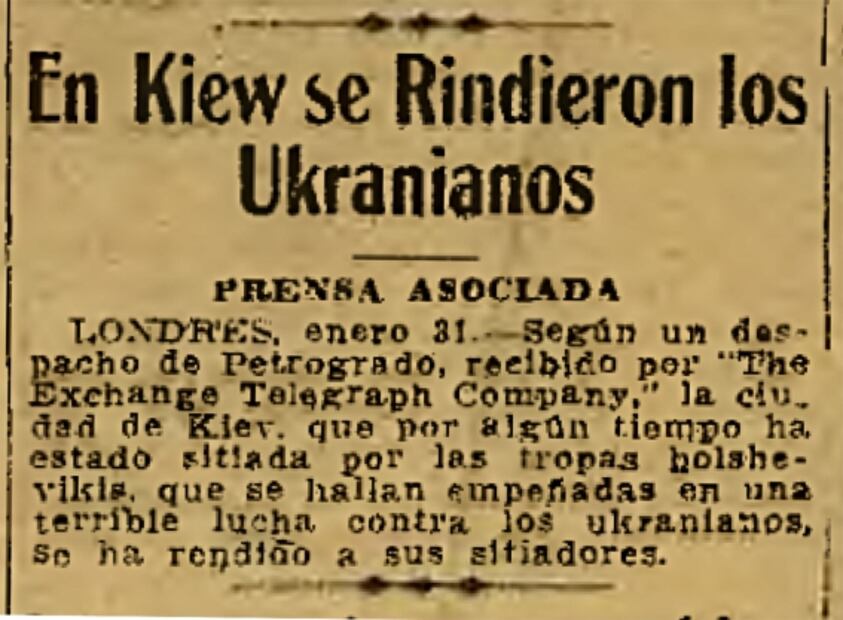 En Kiew se Rindieron los
Ukranianos
PRENSA ASOCIADA
LONDRES, enero 31.—Según un des-
pacho de Petrogrado, recibido por "The
Exchange Telegraph Company," la ciu-
dad de Kiev, que por algún tiempo ha
estado sitiada por las tropas bolshe-
vikis, que se hallan empeñadas en una
terrible lucha contra los ukranianos,
se ha rendido a sus sitiadores.